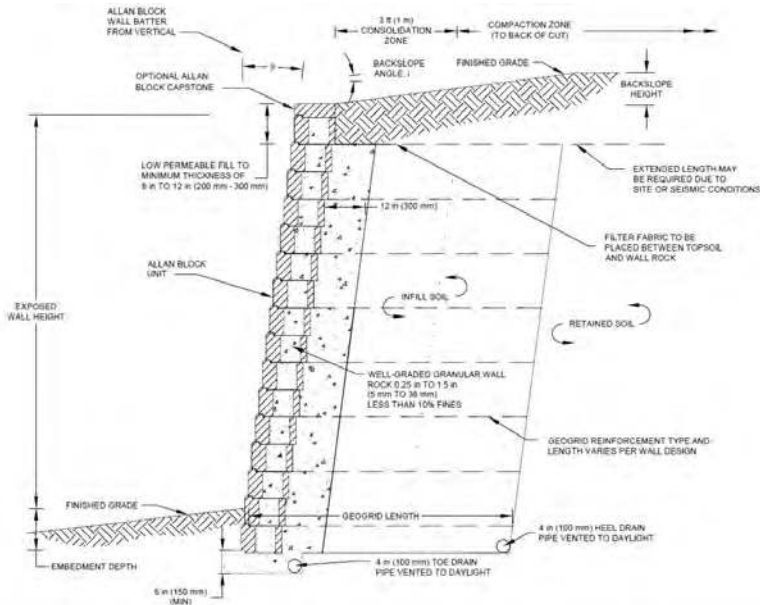 ALLAN BLOCK
WALL BATTER
FROM VERTICAL
3 ft (1 m)
CONSOLIDATION
ZONE
COMPACTION ZONE
(TO BACK OF CUT)
BACKSLOPE
ANGLE, i
FINISHED GRADE
BACKSLOPE
HEIGHT
OPTIONAL ALLAN
BLOCK CAPSTONE
LOW PERMEABLE FILL TO
MINIMUM THICKNESS OF
8 in TO 12 in (200 mm - 300 mm)
EXTENDED LENGTH MAY
BE REQUIRED DUE TO
SITE OR SEISMIC CONDITIONS
12 in (300 mm)
FILTER FABRIC TO BE
PLACED BETWEEN TOPSOIL
AND WALL ROCK
ALLAN BLOCK
UNIT
EXPOSED
WALL HEIGHT
INFILL SOIL
RETAINED SOIL
WELL-GRADED GRANULAR WALL
ROCK 0.25 in TO 1.5 in
(5 mm TO 38 mm)
LESS THAN 10% FINES
GEOGRID REINFORCEMENT TYPE AND
LENGTH VARIES PER WALL DESIGN
FINISHED GRADE
GEOGRID LENGTH
4 in (100 mm) HEEL DRAIN
PIPE VENTED TO DAYLIGHT
EMBEDMENT DEPTH
4 in (100 mm) TOE DRAIN
PIPE VENTED TO DAYLIGHT
6 in (150 mm)
(MIN)